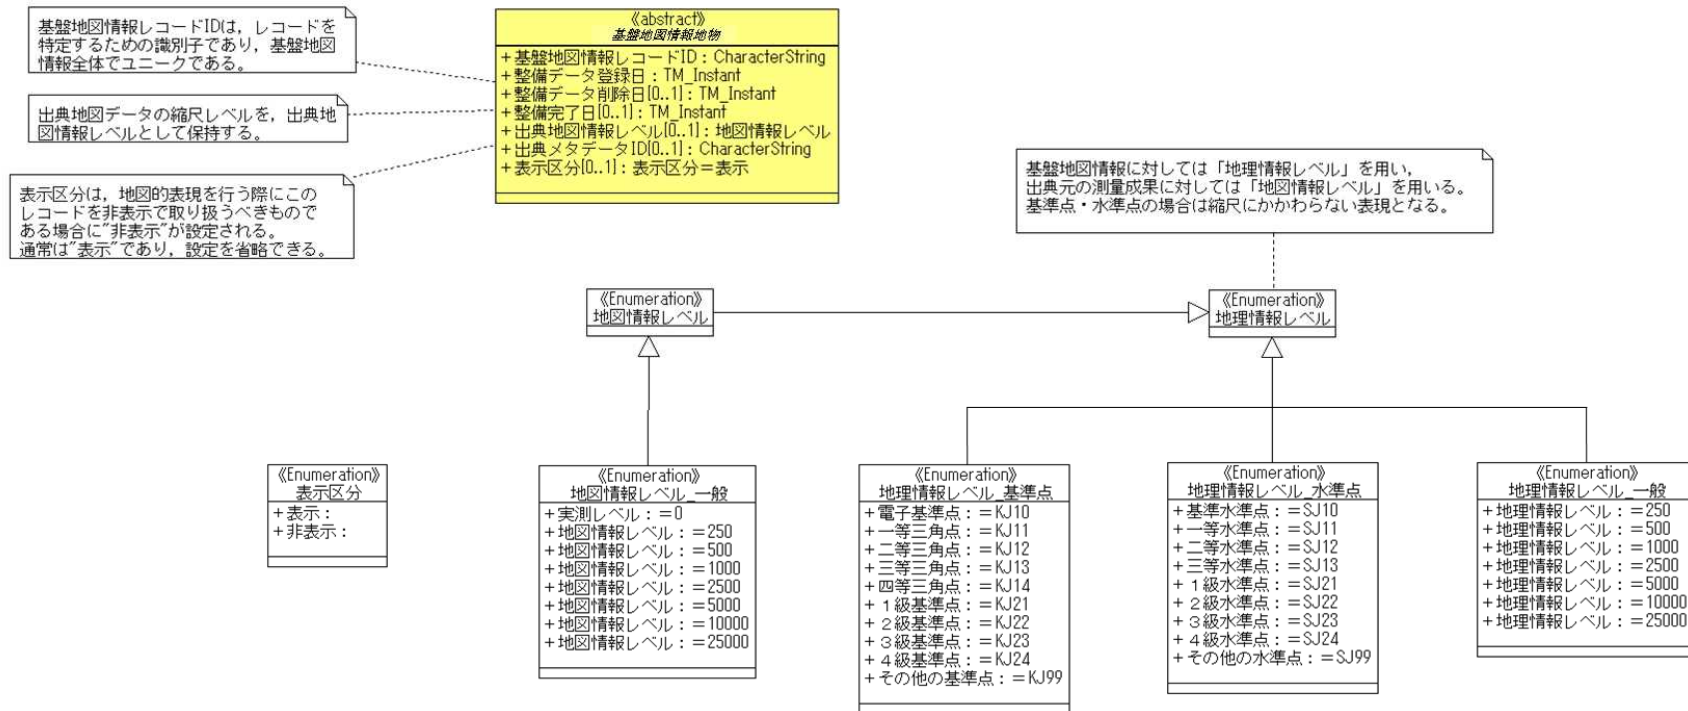 基盤地図情報レコードIDは，レコードを
特定するための識別子であり，基盤地図
情報全体でユニークである。
出典地図データの縮尺レベルを，出典地
図情報レベルとして保持する。
表示区分は，地図的表現を行う際にこの
レコードを非表示で取り扱うべきもので
ある場合に"非表示"が設定される。
通常は"表示"であり，設定を省略できる。
《abstract》
基盤地図情報地物
+基盤地図情報レコードID：CharacterString
+整備データ登録日：TM_Instant
+整備データ削除日[0..1]：TM_Instant
+整備完了日[0..1]：TM_Instant
+出典地図情報レベル[0..1]：地図情報レベル
+出典メタデータID[0..1]：CharacterString
+表示区分[0..1]：表示区分＝表示
基盤地図情報に対しては「地理情報レベル」を用い，
出典元の測量成果に対しては「地図情報レベル」を用いる。
基準点・水準点の場合は縮尺にかかわらない表現となる。
《Enumeration》
地図情報レベル
《Enumeration》
地理情報レベル
《Enumeration》
表示区分
+表示：
+非表示：
《Enumeration》
地図情報レベル_一般
+実測レベル：＝0
+地図情報レベル：＝250
+地図情報レベル：＝500
+地図情報レベル：＝1000
+地図情報レベル：＝2500
+地図情報レベル：＝5000
+地図情報レベル：＝10000
+地図情報レベル：＝25000
《Enumeration》
地理情報レベル_基準点
+電子基準点：＝KJ10
+一等三角点：＝KJ11
+二等三角点：＝KJ12
+三等三角点：＝KJ13
+四等三角点：＝KJ14
+１級基準点：＝KJ21
+２級基準点：＝KJ22
+３級基準点：＝KJ23
+４級基準点：＝KJ24
+その他の基準点：＝KJ99
《Enumeration》
地理情報レベル_水準点
+基準水準点：＝SJ10
+一等水準点：＝SJ11
+二等水準点：＝SJ12
+三等水準点：＝SJ13
+１級水準点：＝SJ21
+２級水準点：＝SJ22
+３級水準点：＝SJ23
+４級水準点：＝SJ24
+その他の水準点：＝SJ99
《Enumeration》
地理情報レベル_一般
+地理情報レベル：＝250
+地理情報レベル：＝500
+地理情報レベル：＝1000
+地理情報レベル：＝2500
+地理情報レベル：＝5000
+地理情報レベル：＝10000
+地理情報レベル：＝25000